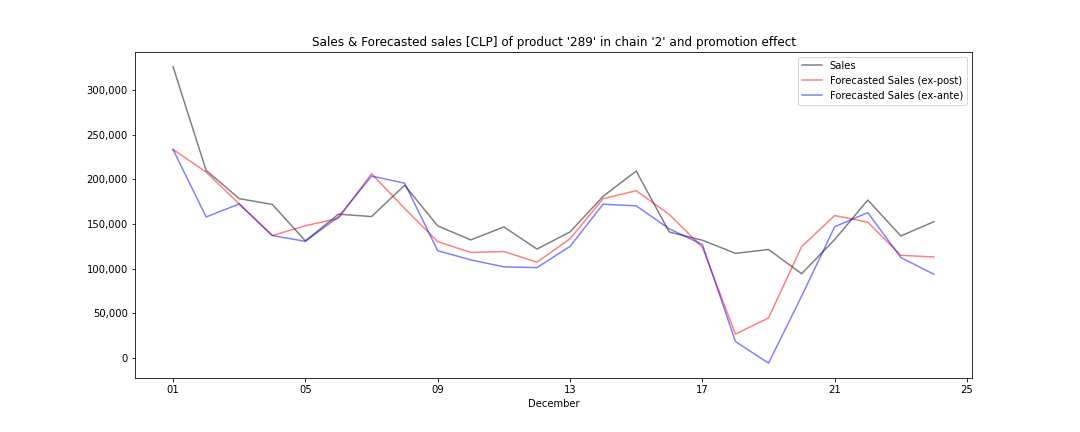 Sales & Forecasted sales [CLP] of product '289' in chain '2' and promotion effect
Sales
Forecasted Sales (ex-post)
Forecasted Sales (ex-ante)
300,000
250,000
200,000
150,000
100,000
50,000
0
01 05 09 13 17 21 25
December